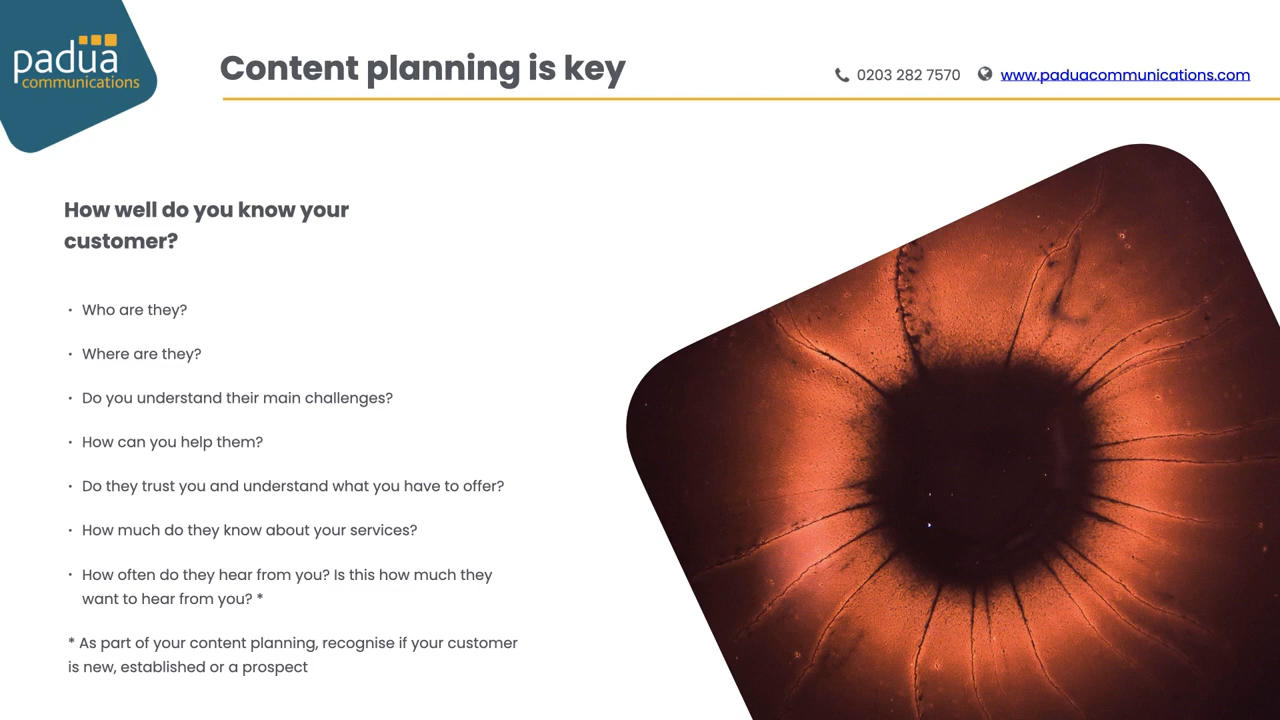 padua
communications
Content planning is key
0203 282 7570
www.paduacommunications.com
How well do you know your
customer?
• Who are they?
• Where are they?
• Do you understand their main challenges?
• How can you help them?
• Do they trust you and understand what you have to offer?
• How much do they know about your services?
• How often do they hear from you? Is this how much they
want to hear from you? *
* As part of your content planning, recognise if your customer
is new, established or a prospect